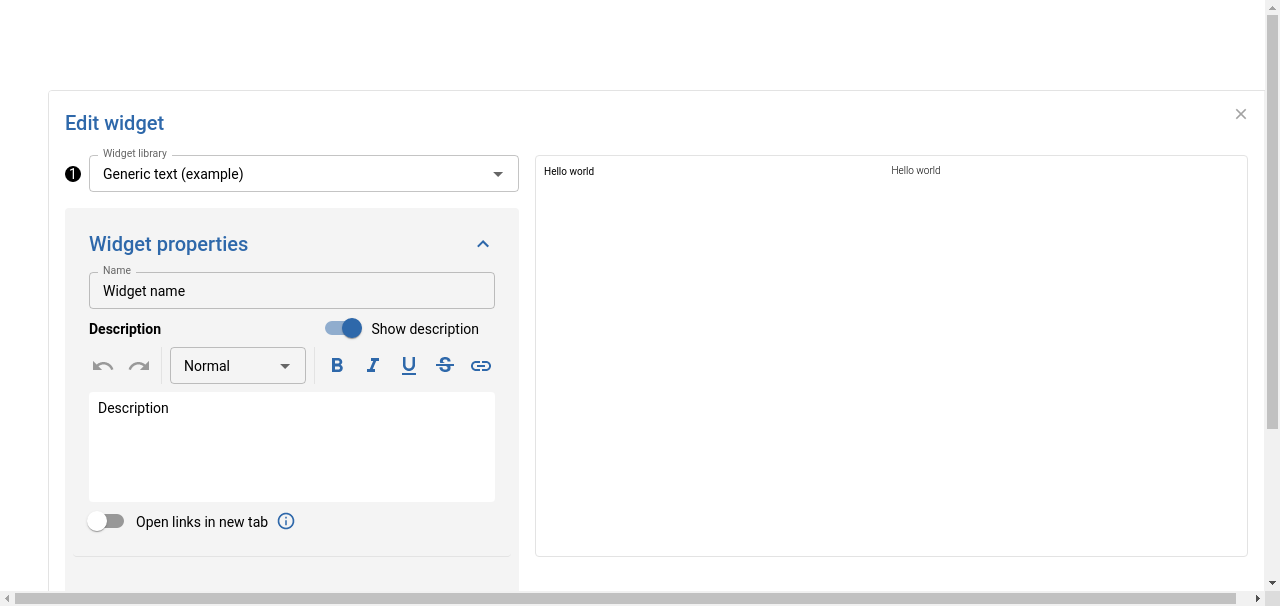 Edit widget
Widget library
1 Generic text (example)
Hello world
Hello world
Widget properties
Name
Widget name
Description
Show description
Normal
B I U S
Description
Open links in new tab